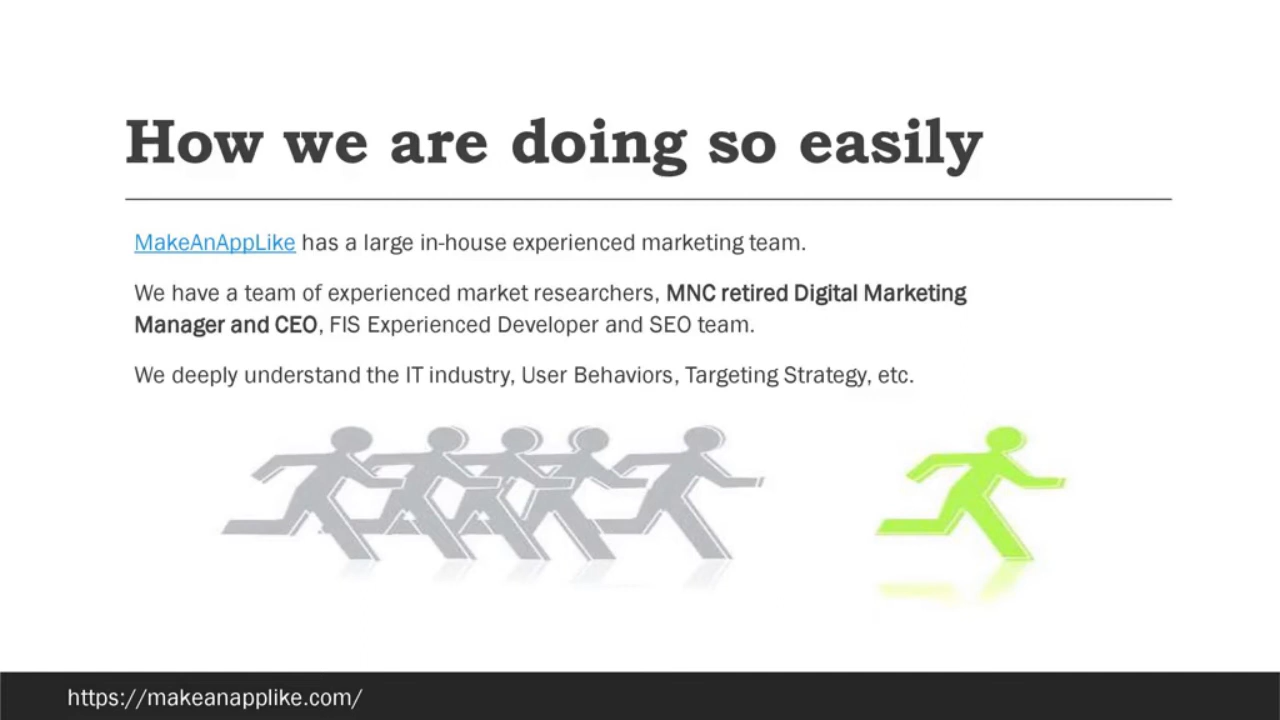 How we are doing so easily
MakeAnAppLike has a large in-house experienced marketing team.
We have a team of experienced market researchers, MNC retired Digital Marketing
Manager and CEO, FIS Experienced Developer and SEO team.
We deeply understand the IT industry, User Behaviors, Targeting Strategy, etc.
https://makeanapplike.com/